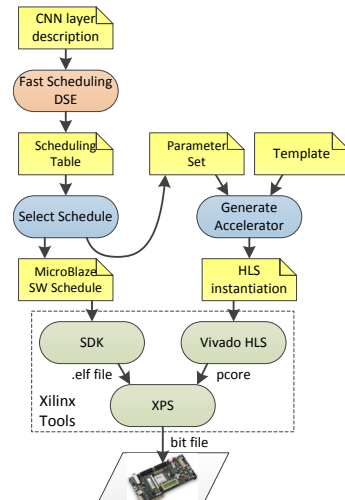 CNN layer
description
Fast Scheduling
DSE
Scheduling
Table
Parameter
Set
Template
Select Schedule
Generate
Accelerator
MicroBlaze
SW Schedule
HLS
instantiation
SDK
Vivado HLS
.elf file
pcore
XPS
Xilinx
Tools
bit file